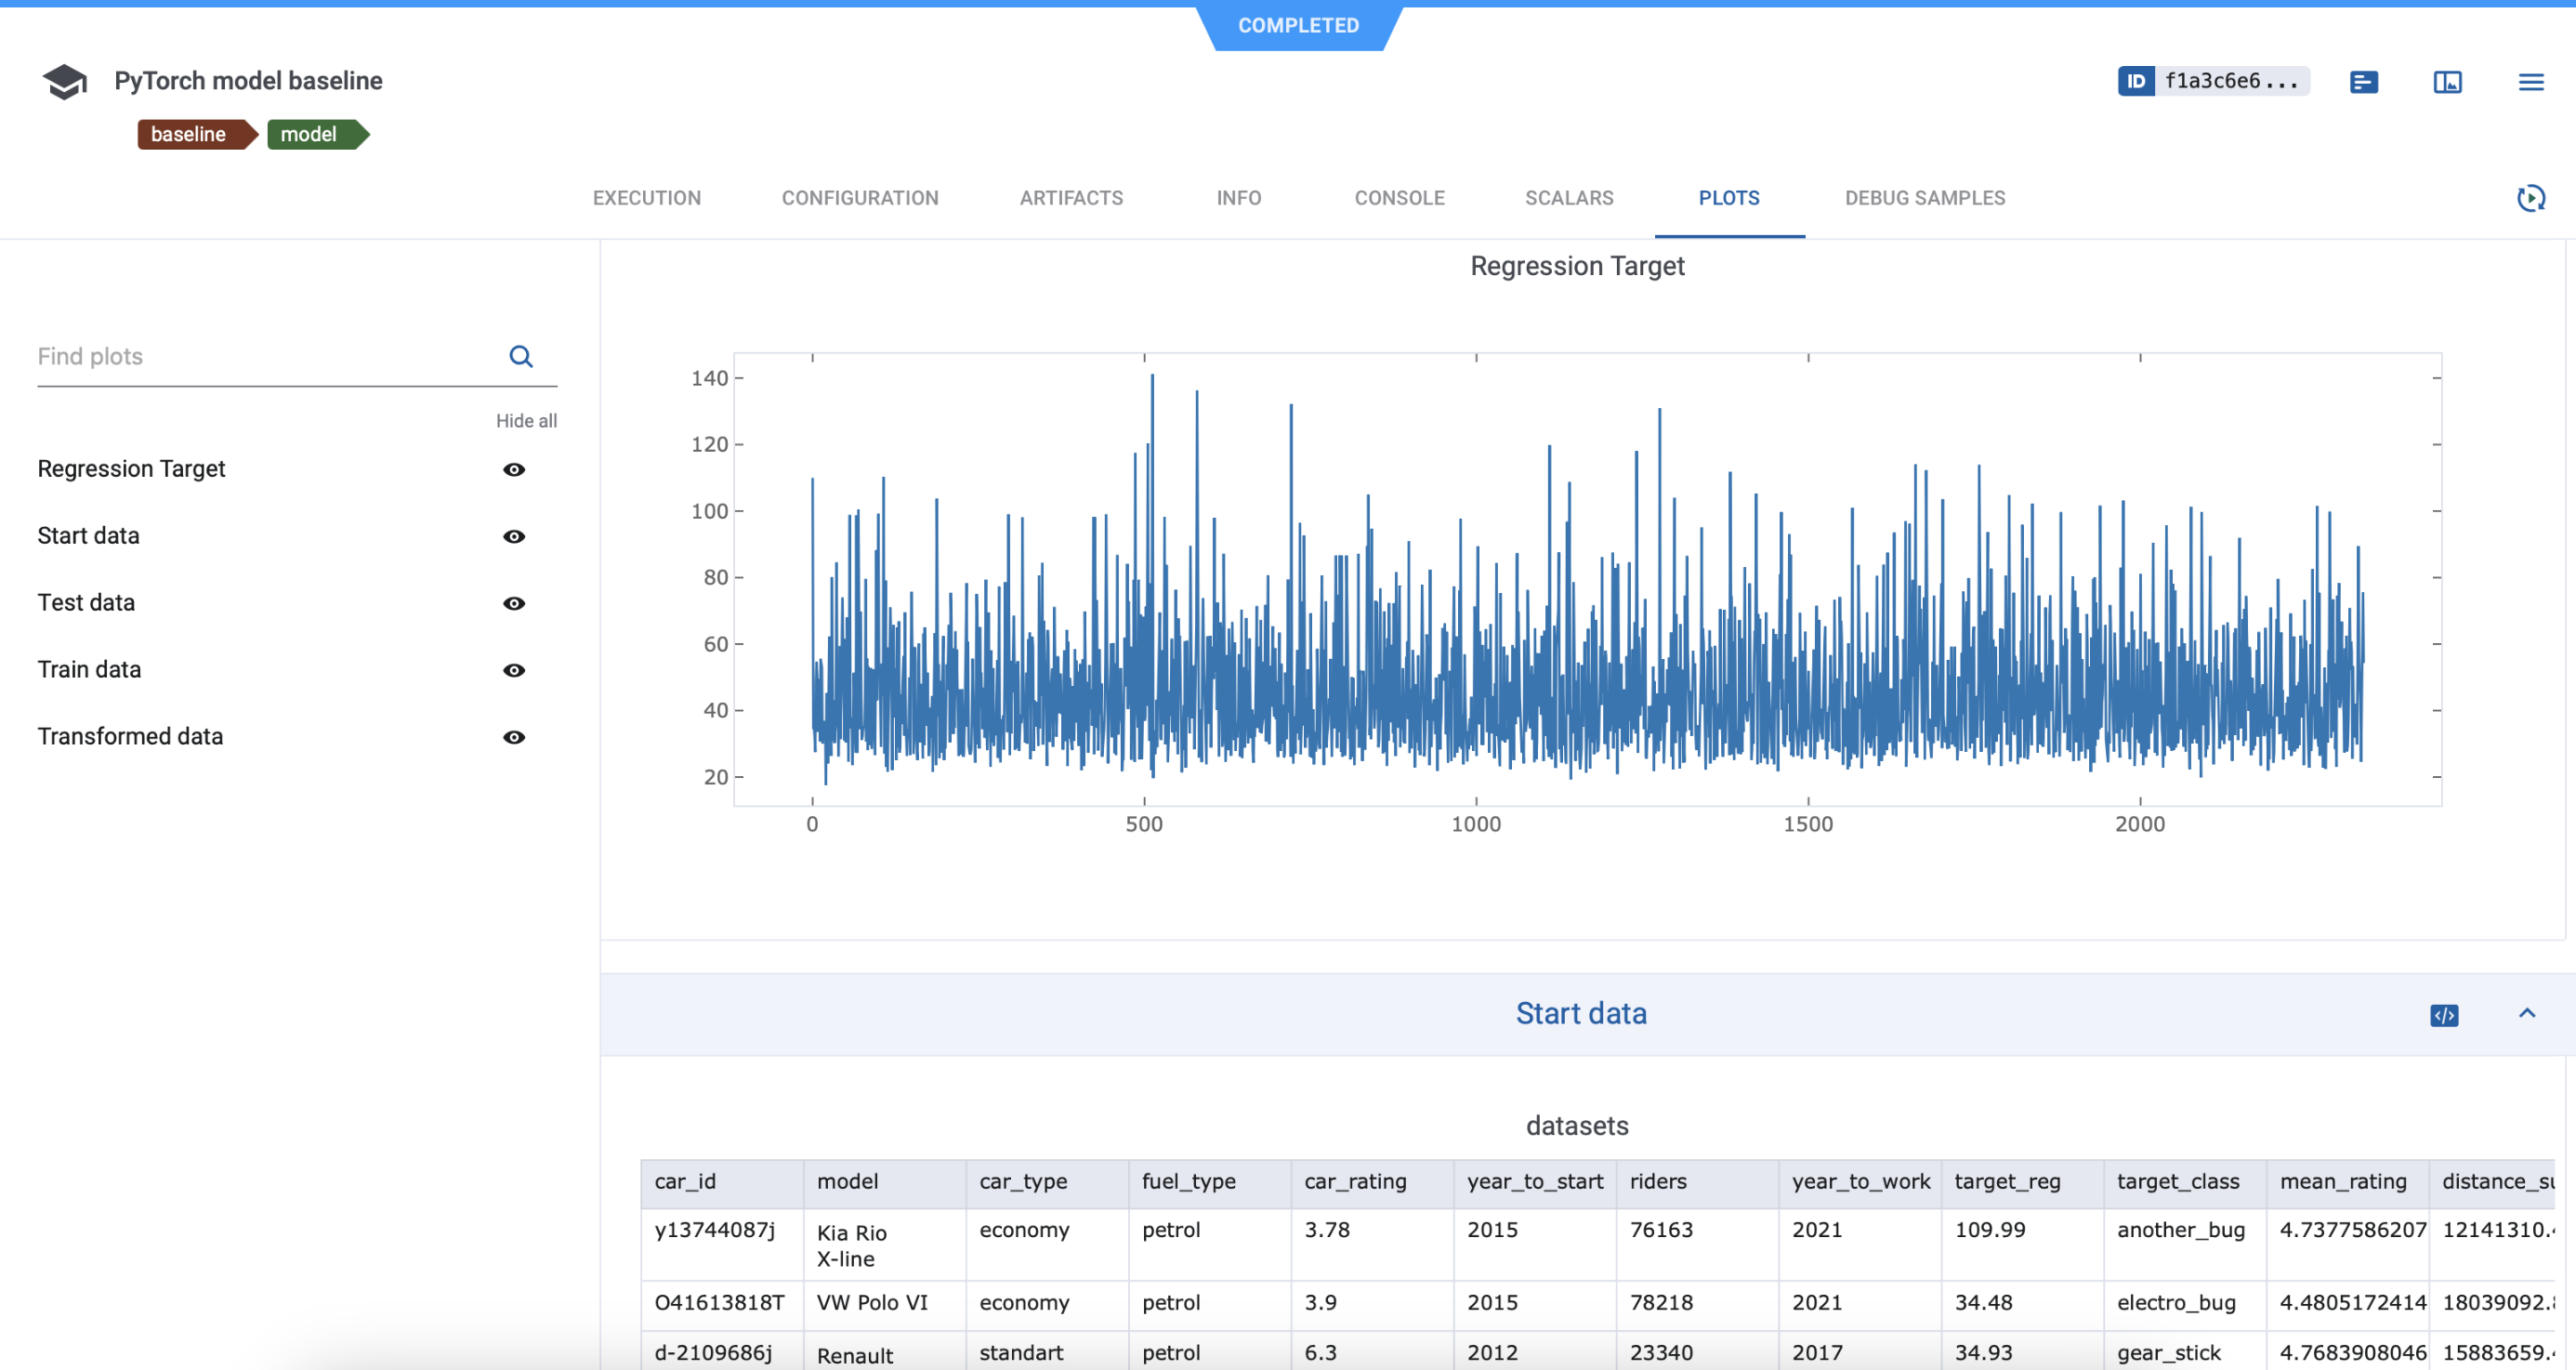 COMPLETED
PyTorch model baseline
ID f1a3c6e6...
baseline model
EXECUTION CONFIGURATION ARTIFACTS INFO CONSOLE SCALARS PLOTS DEBUG SAMPLES
Find plots
Hide all
Regression Target
Start data
Test data
Train data
Transformed data
Regression Target
140
120
100
80
60
40
20
0 500 1000 1500 2000
Start data
datasets
car_id model car_type fuel_type car_rating year_to_start riders year_to_work target_reg target_class mean_rating distance_su
y13744087j Kia Rio X-line economy petrol 3.78 2015 76163 2021 109.99 another_bug 4.7377586207 12141310.
O41613818T VW Polo VI economy petrol 3.9 2015 78218 2021 34.48 electro_bug 4.4805172414 18039092.
d-2109686j Renault standart petrol 6.3 2012 23340 2017 34.93 gear_stick 4.7683908046 15883659.